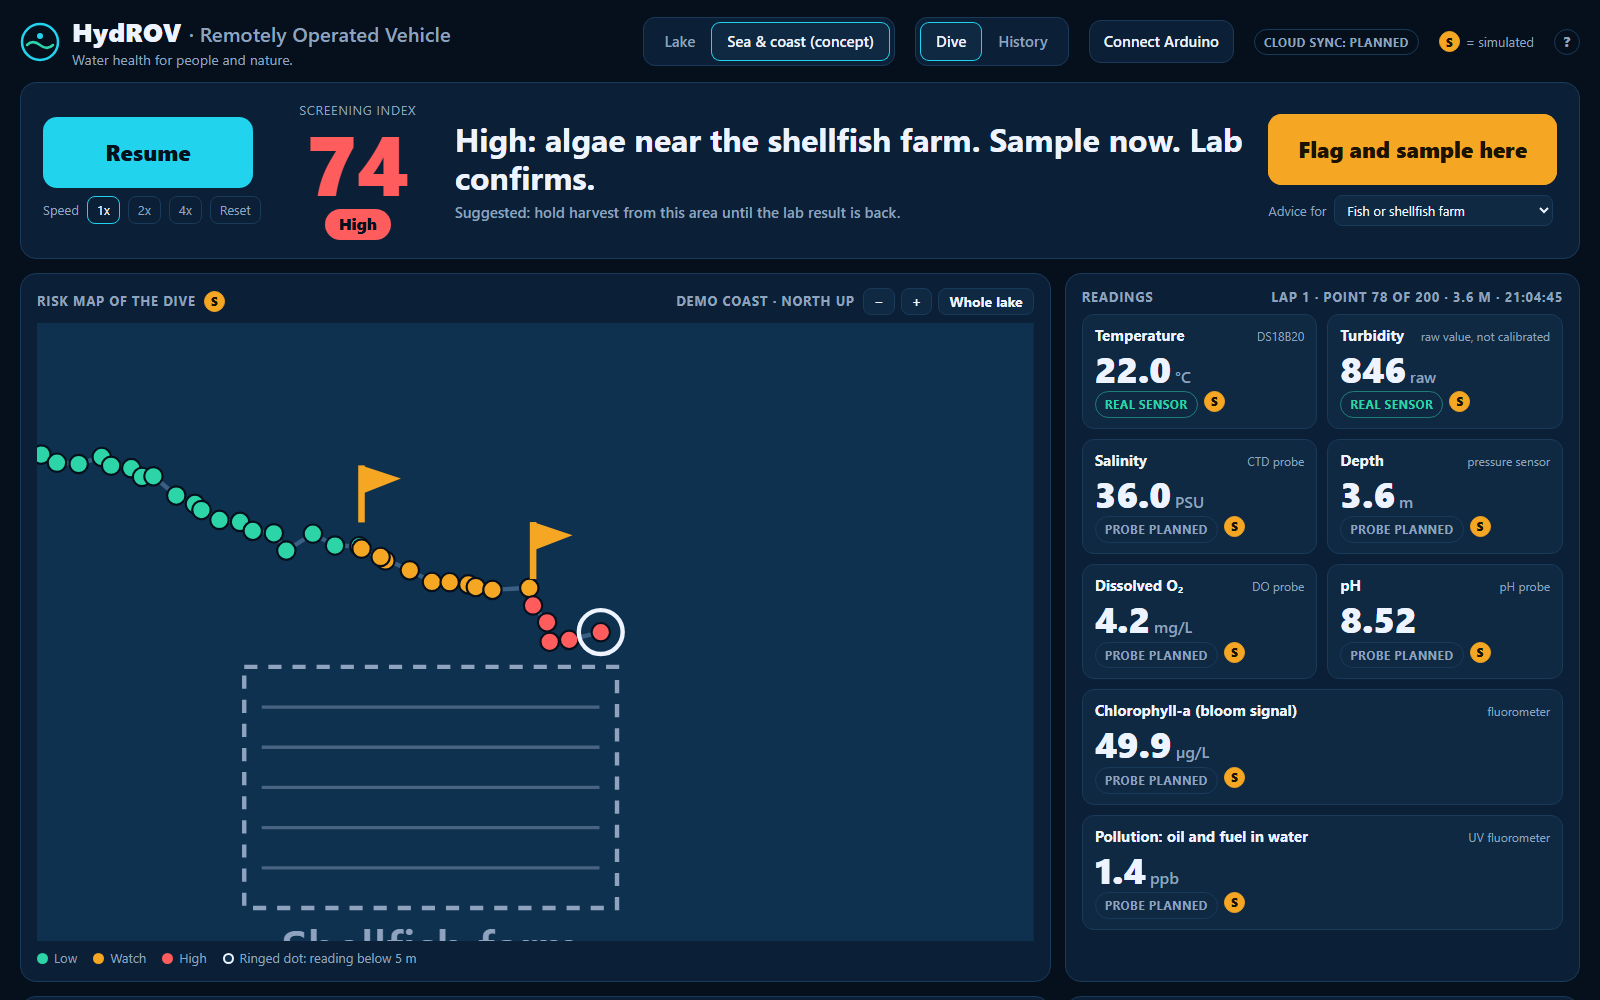 HydROV · Remotely Operated Vehicle
Water health for people and nature.
Lake
Sea & coast (concept)
Dive
History
Connect Arduino
CLOUD SYNC: PLANNED
S = simulated
?
Resume
Speed 1x 2x 4x Reset
SCREENING INDEX
74
High
High: algae near the shellfish farm. Sample now. Lab
confirms.
Suggested: hold harvest from this area until the lab result is back.
Flag and sample here
Advice for Fish or shellfish farm
RISK MAP OF THE DIVE S
DEMO COAST · NORTH UP − + Whole lake
Shellfish farm
Low Watch High Ringed dot: reading below 5 m
READINGS LAP 1 · POINT 78 OF 200 · 3.6 M · 21:04:45
Temperature DS18B20
22.0 °C
REAL SENSOR S
Turbidity raw value, not calibrated
846 raw
REAL SENSOR S
Salinity CTD probe
36.0 PSU
PROBE PLANNED S
Depth pressure sensor
3.6 m
PROBE PLANNED S
Dissolved O₂ DO probe
4.2 mg/L
PROBE PLANNED S
pH pH probe
8.52
PROBE PLANNED S
Chlorophyll-a (bloom signal) fluorometer
49.9 µg/L
PROBE PLANNED S
Pollution: oil and fuel in water UV fluorometer
1.4 ppb
PROBE PLANNED S